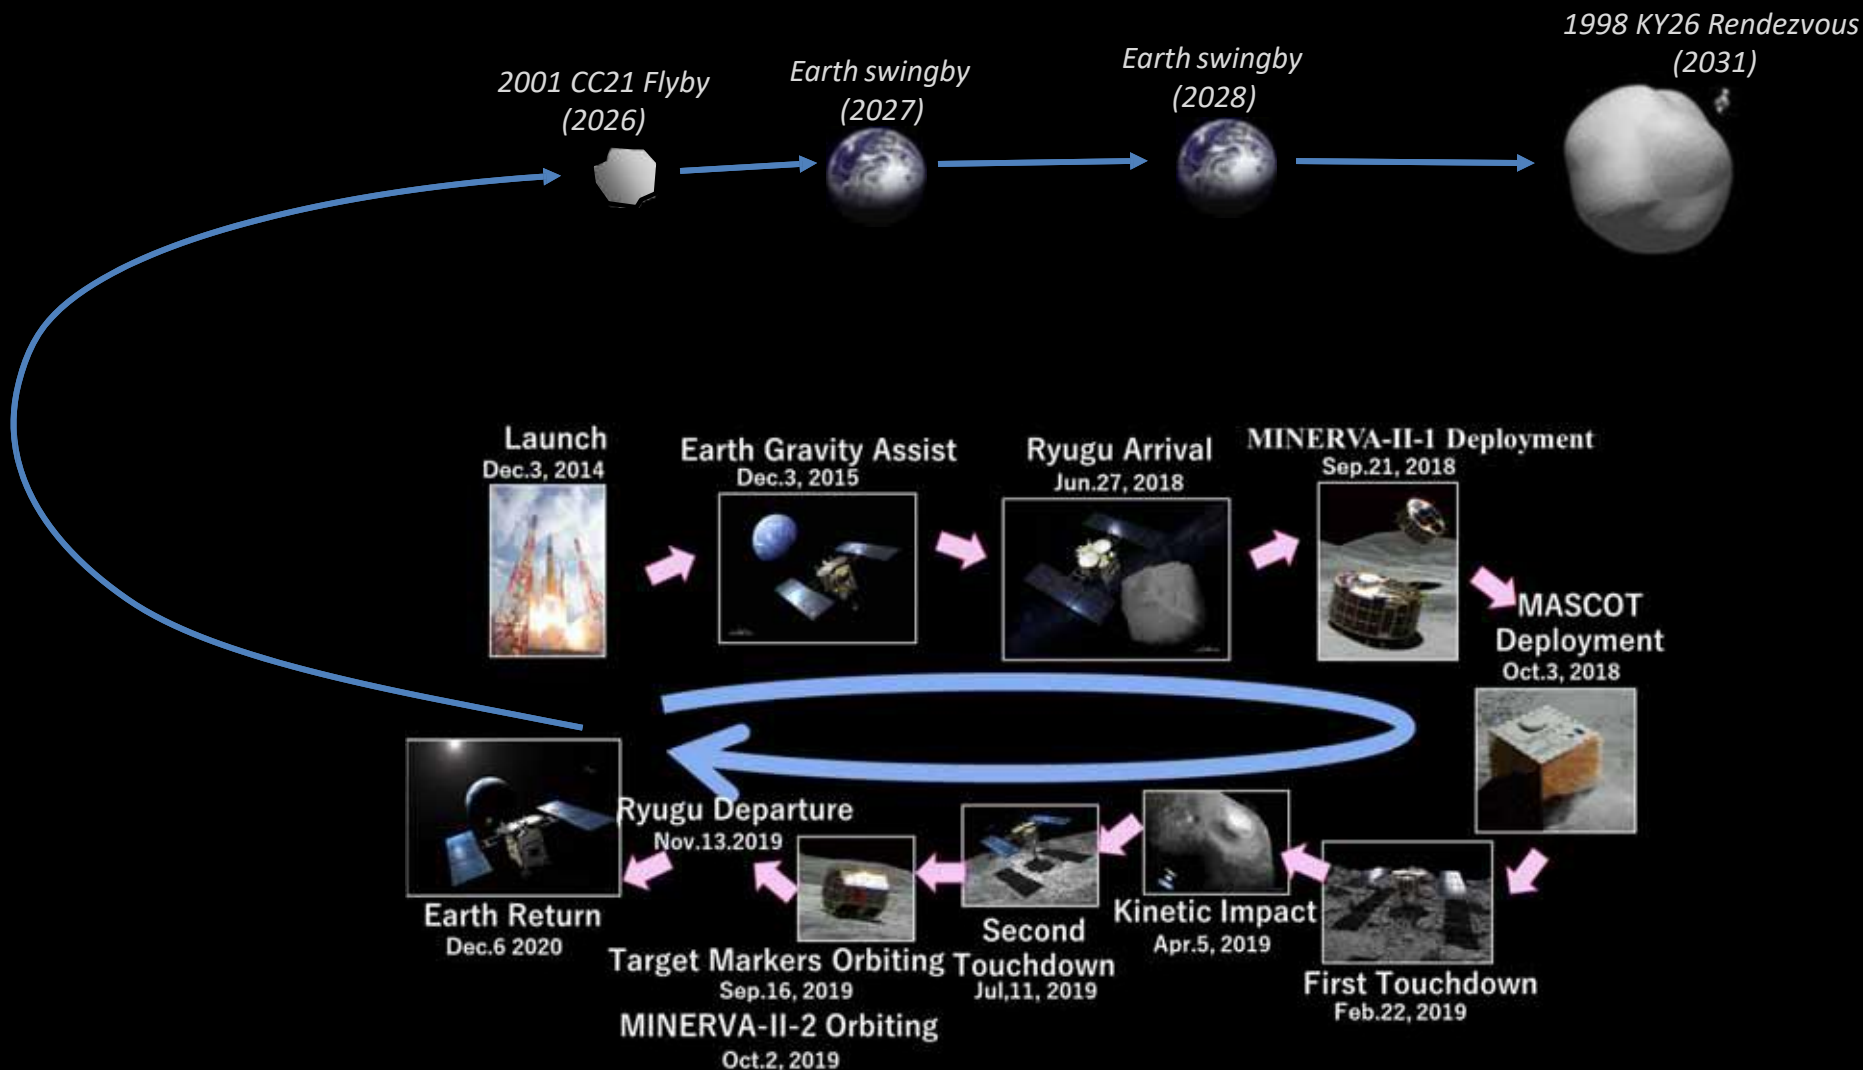 2001 CC21 Flyby
(2026)
Earth swingby
(2027)
Earth swingby
(2028)
1998 KY26 Rendezvous
(2031)
Launch
Dec.3, 2014
Earth Gravity Assist
Dec.3, 2015
Ryugu Arrival
Jun.27, 2018
MINERVA-II-1 Deployment
Sep.21, 2018
MASCOT
Deployment
Oct.3, 2018
First Touchdown
Feb.22, 2019
Kinetic Impact
Apr.5, 2019
Second
Touchdown
Jul,11, 2019
Target Markers Orbiting
Sep.16, 2019
MINERVA-II-2 Orbiting
Oct.2, 2019
Ryugu Departure
Nov.13.2019
Earth Return
Dec.6 2020